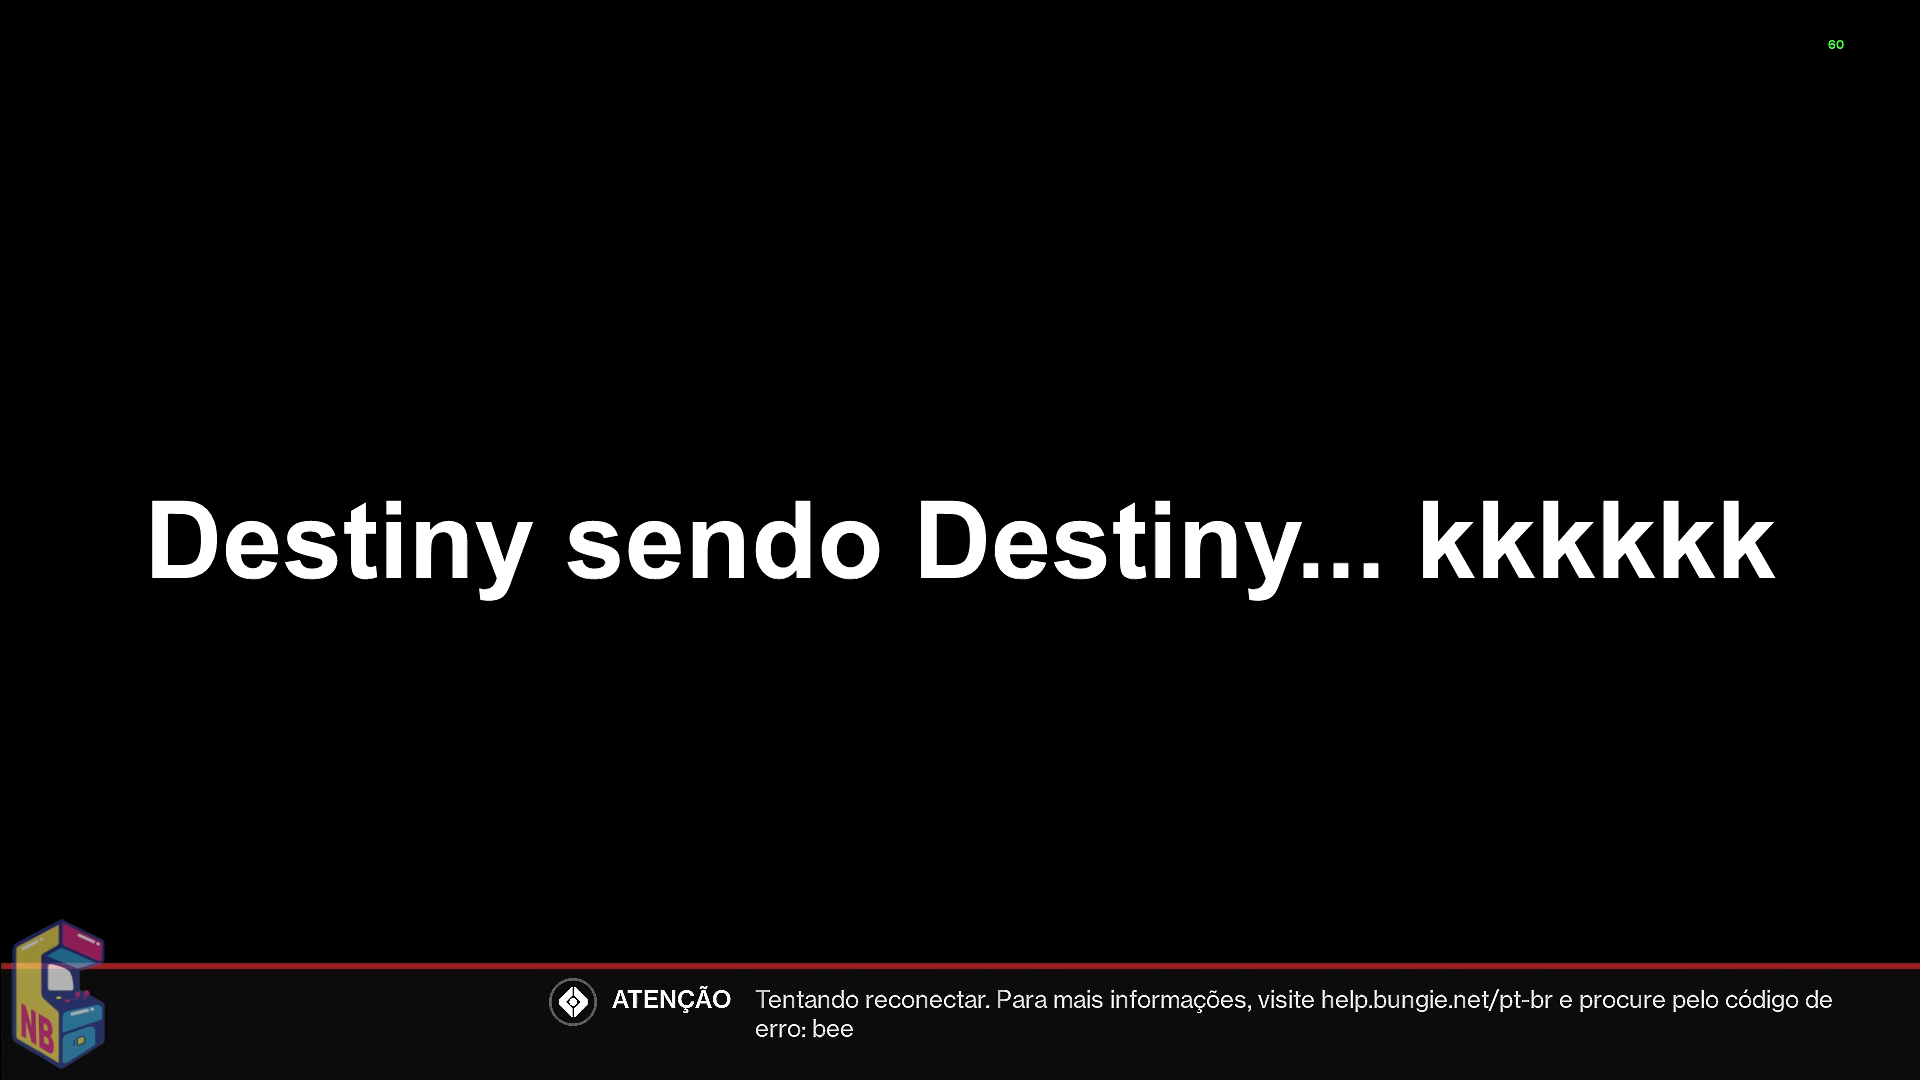 60
Destiny sendo Destiny... kkkkkk
ATENÇÃO Tentando reconectar. Para mais informações, visite help.bungie.net/pt-br e procure pelo código de
erro: bee
NB